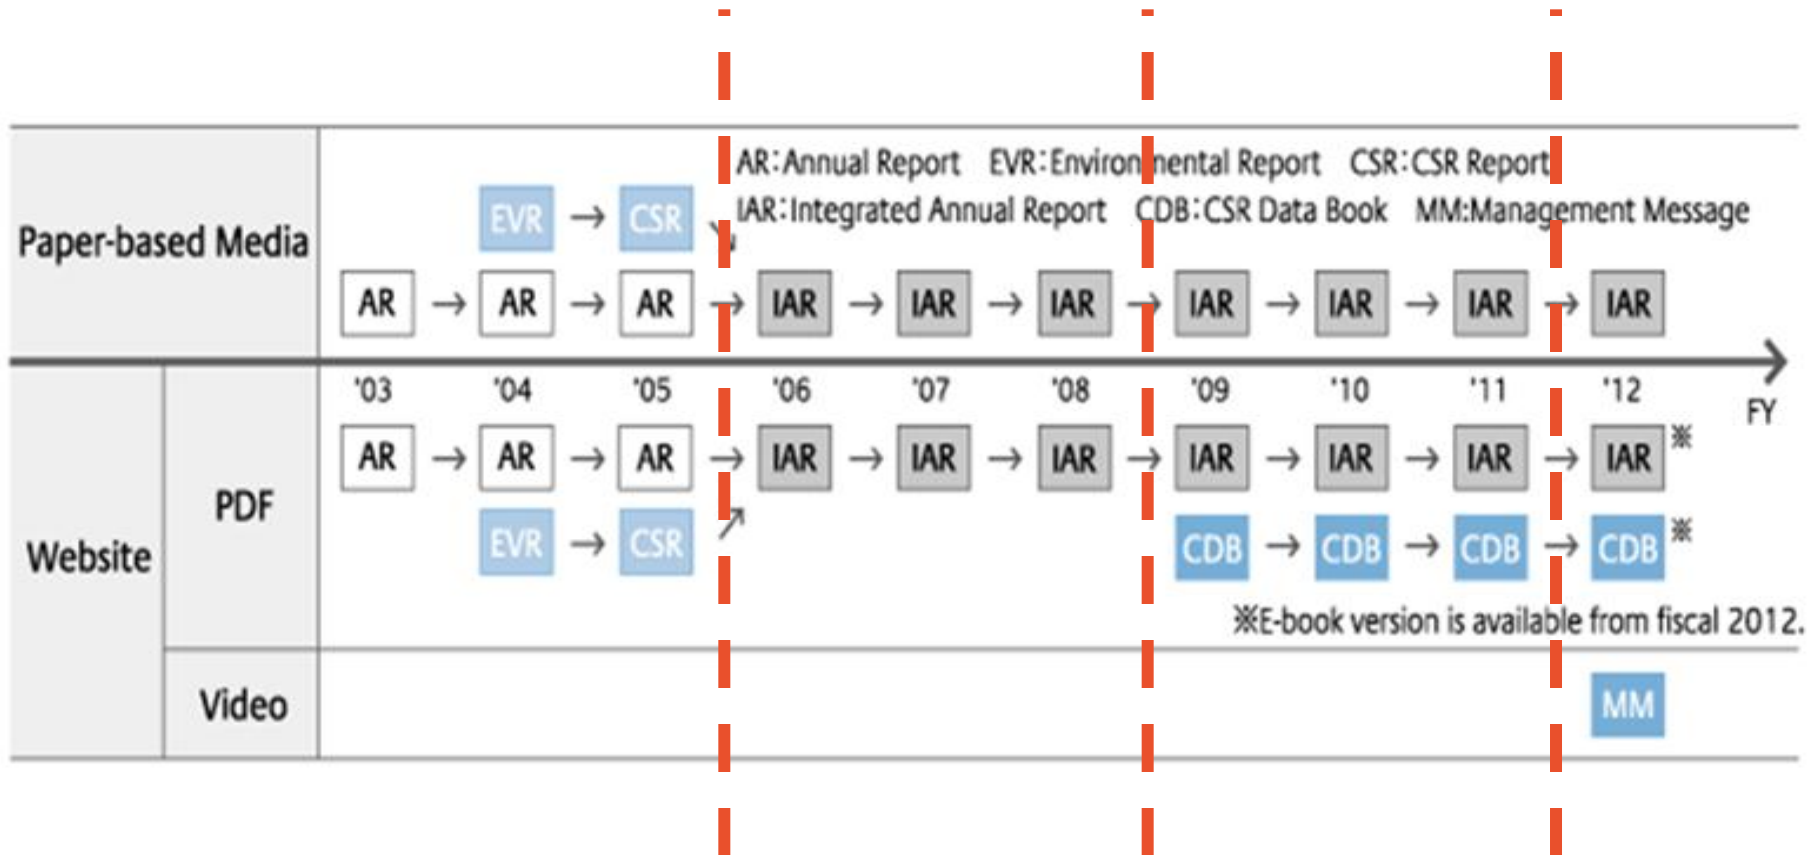 AR:Annual Report EVR:Environmental Report CSR:CSR Report
EVR → CSR ↘ IAR:Integrated Annual Report CDB:CSR Data Book MM:Management Message
Paper-based Media
AR → AR → AR → IAR → IAR → IAR → IAR → IAR → IAR → IAR
'03 '04 '05 '06 '07 '08 '09 '10 '11 '12
FY
AR → AR → AR → IAR → IAR → IAR → IAR → IAR → IAR → IAR ※
PDF
EVR → CSR ↗ CDB → CDB → CDB → CDB ※
Website
※E-book version is available from fiscal 2012.
Video
MM